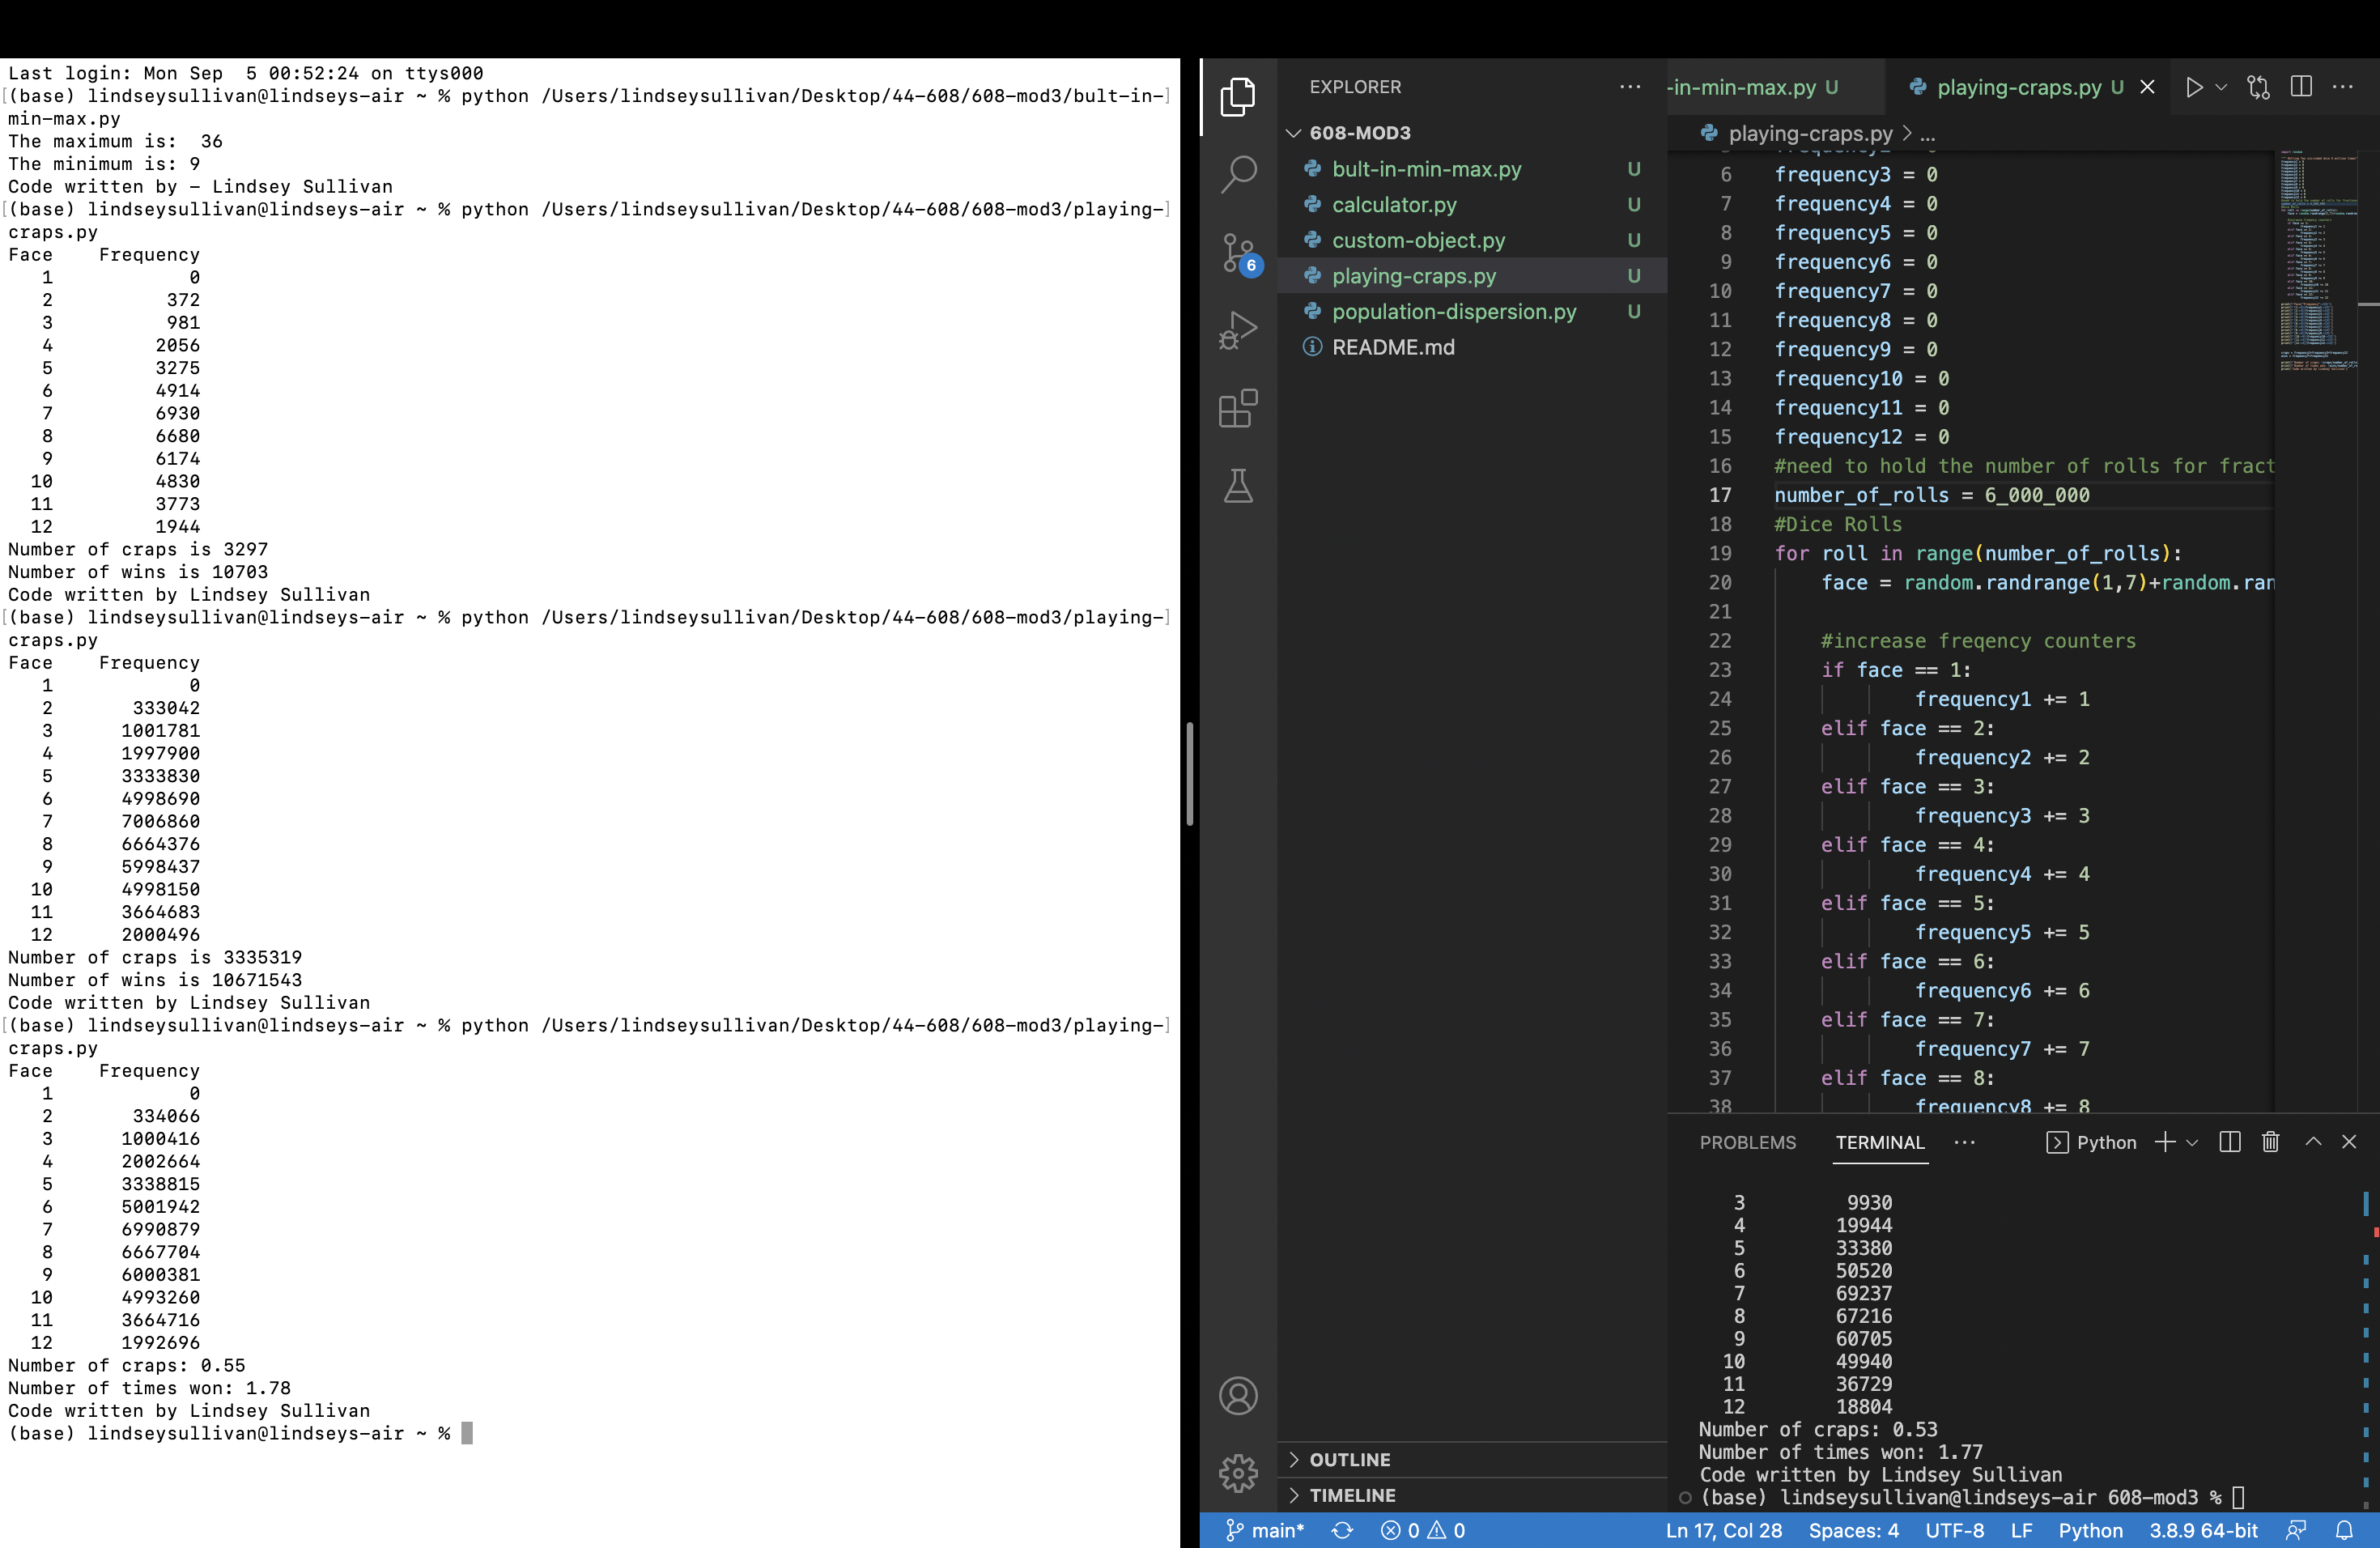 Last login: Mon Sep  5 00:52:24 on ttys000
[(base) lindseysullivan@lindseys-air ~ % python /Users/lindseysullivan/Desktop/44-608/608-mod3/bult-in-]
min-max.py
The maximum is:  36
The minimum is: 9
Code written by - Lindsey Sullivan
[(base) lindseysullivan@lindseys-air ~ % python /Users/lindseysullivan/Desktop/44-608/608-mod3/playing-]
craps.py
Face    Frequency
   1            0
   2          372
   3          981
   4         2056
   5         3275
   6         4914
   7         6930
   8         6680
   9         6174
  10         4830
  11         3773
  12         1944
Number of craps is 3297
Number of wins is 10703
Code written by Lindsey Sullivan
[(base) lindseysullivan@lindseys-air ~ % python /Users/lindseysullivan/Desktop/44-608/608-mod3/playing-]
craps.py
Face    Frequency
   1            0
   2       333042
   3      1001781
   4      1997900
   5      3333830
   6      4998690
   7      7006860
   8      6664376
   9      5998437
  10      4998150
  11      3664683
  12      2000496
Number of craps is 3335319
Number of wins is 10671543
Code written by Lindsey Sullivan
[(base) lindseysullivan@lindseys-air ~ % python /Users/lindseysullivan/Desktop/44-608/608-mod3/playing-]
craps.py
Face    Frequency
   1            0
   2       334066
   3      1000416
   4      2002664
   5      3338815
   6      5001942
   7      6990879
   8      6667704
   9      6000381
  10      4993260
  11      3664716
  12      1992696
Number of craps: 0.55
Number of times won: 1.78
Code written by Lindsey Sullivan
(base) lindseysullivan@lindseys-air ~ %
6
EXPLORER
608-MOD3
bult-in-min-max.py U
calculator.py U
custom-object.py U
playing-craps.py U
population-dispersion.py U
README.md
OUTLINE
TIMELINE
-in-min-max.py U playing-craps.py U
playing-craps.py > ...
6 frequency3 = 0
7 frequency4 = 0
8 frequency5 = 0
9 frequency6 = 0
10 frequency7 = 0
11 frequency8 = 0
12 frequency9 = 0
13 frequency10 = 0
14 frequency11 = 0
15 frequency12 = 0
16 #need to hold the number of rolls for fract
17 number_of_rolls = 6_000_000
18 #Dice Rolls
19 for roll in range(number_of_rolls):
20     face = random.randrange(1,7)+random.ran
21
22     #increase freqency counters
23     if face == 1:
24             frequency1 += 1
25     elif face == 2:
26             frequency2 += 2
27     elif face == 3:
28             frequency3 += 3
29     elif face == 4:
30             frequency4 += 4
31     elif face == 5:
32             frequency5 += 5
33     elif face == 6:
34             frequency6 += 6
35     elif face == 7:
36             frequency7 += 7
37     elif face == 8:
38             frequency8 += 8
PROBLEMS TERMINAL ... Python
   3         9930
   4        19944
   5        33380
   6        50520
   7        69237
   8        67216
   9        60705
  10        49940
  11        36729
  12        18804
Number of craps: 0.53
Number of times won: 1.77
Code written by Lindsey Sullivan
(base) lindseysullivan@lindseys-air 608-mod3 %
main* 0 0 Ln 17, Col 28 Spaces: 4 UTF-8 LF Python 3.8.9 64-bit